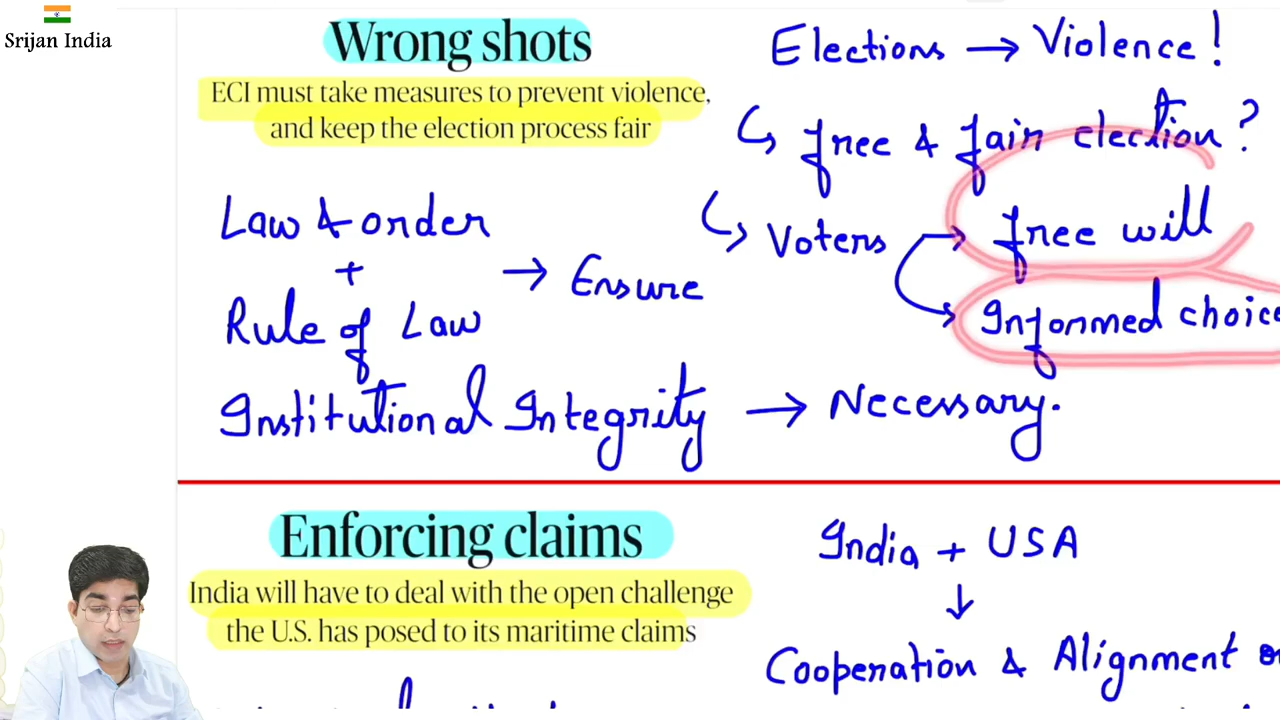 Srijan India
Wrong shots
ECI must take measures to prevent violence,
and keep the election process fair
Elections → Violence!
↳ free & fair election?
↳ Voters → free will
→ Informed choice
Law & order
+
Rule of Law
→ Ensure
Institutional Integrity → Necessary.
Enforcing claims
India will have to deal with the open challenge
the U.S. has posed to its maritime claims
India + USA
↓
Cooperation & Alignment